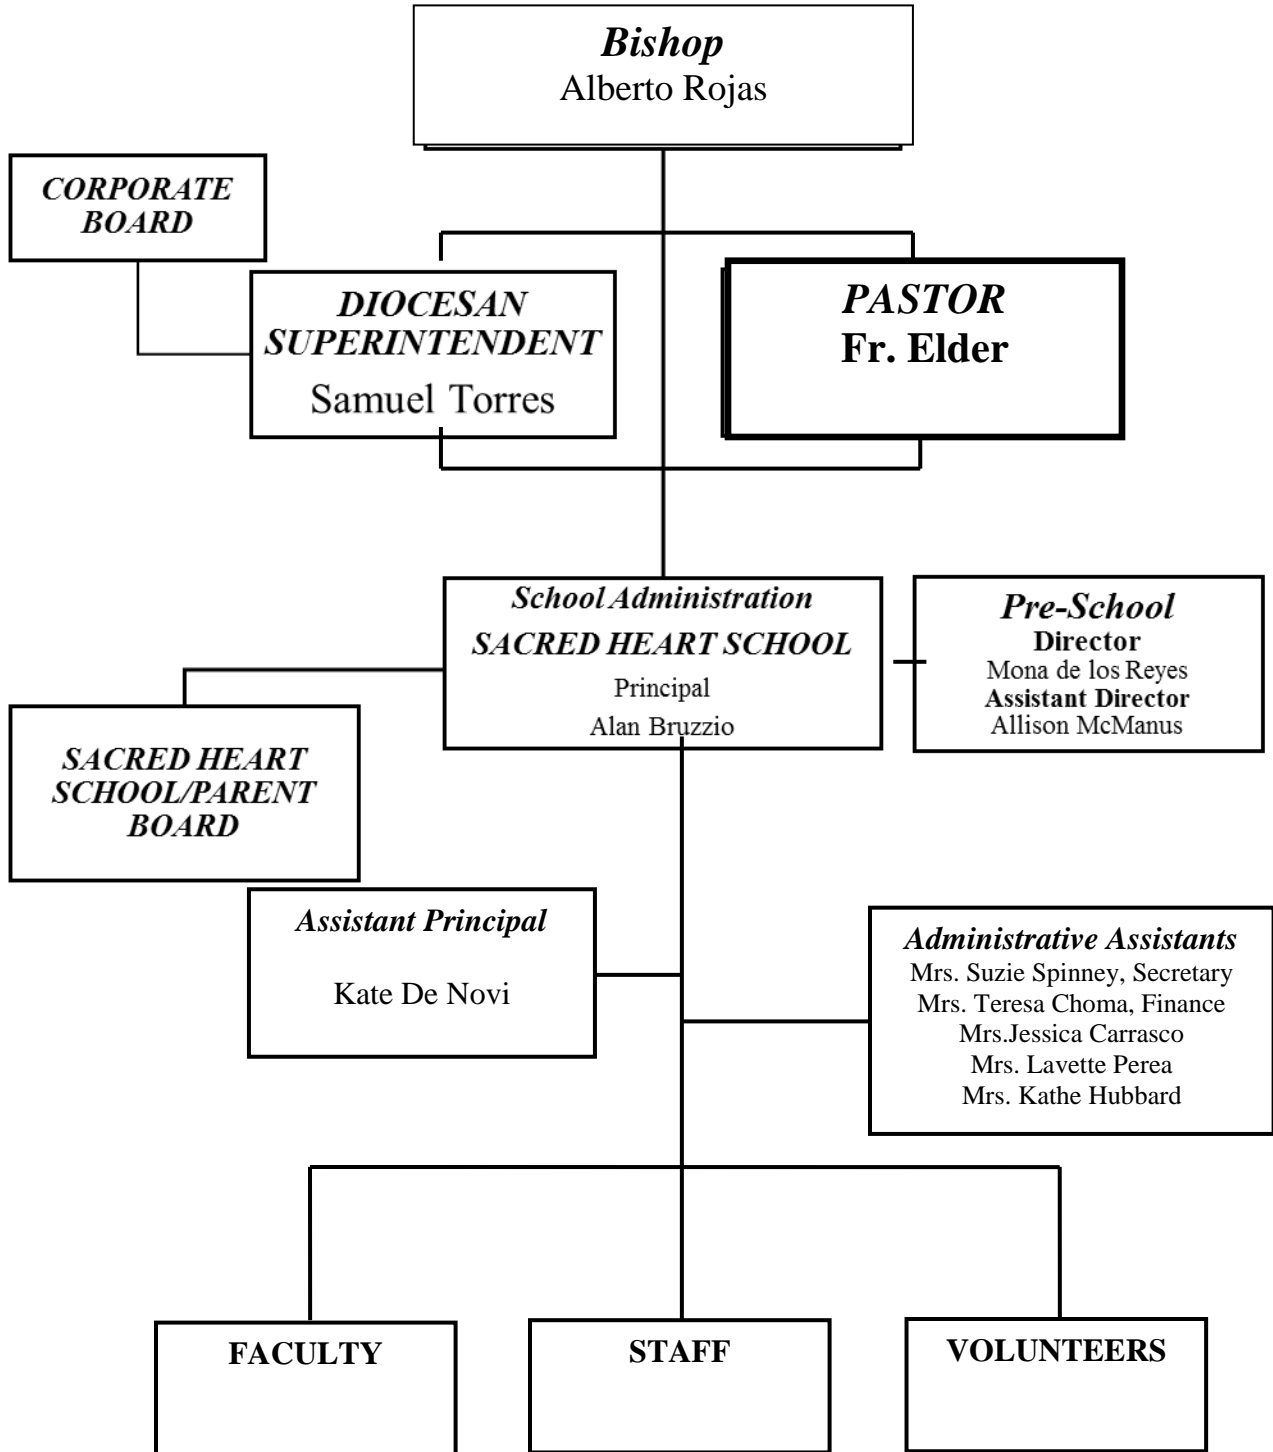 Bishop
Alberto Rojas
CORPORATE
BOARD
DIOCESAN
SUPERINTENDENT
Samuel Torres
PASTOR
Fr. Elder
School Administration
SACRED HEART SCHOOL
Principal
Alan Bruzzio
Pre-School
Director
Mona de los Reyes
Assistant Director
Allison McManus
SACRED HEART
SCHOOL/PARENT
BOARD
Assistant Principal
Kate De Novi
Administrative Assistants
Mrs. Suzie Spinney, Secretary
Mrs. Teresa Choma, Finance
Mrs.Jessica Carrasco
Mrs. Lavette Perea
Mrs. Kathe Hubbard
FACULTY
STAFF
VOLUNTEERS